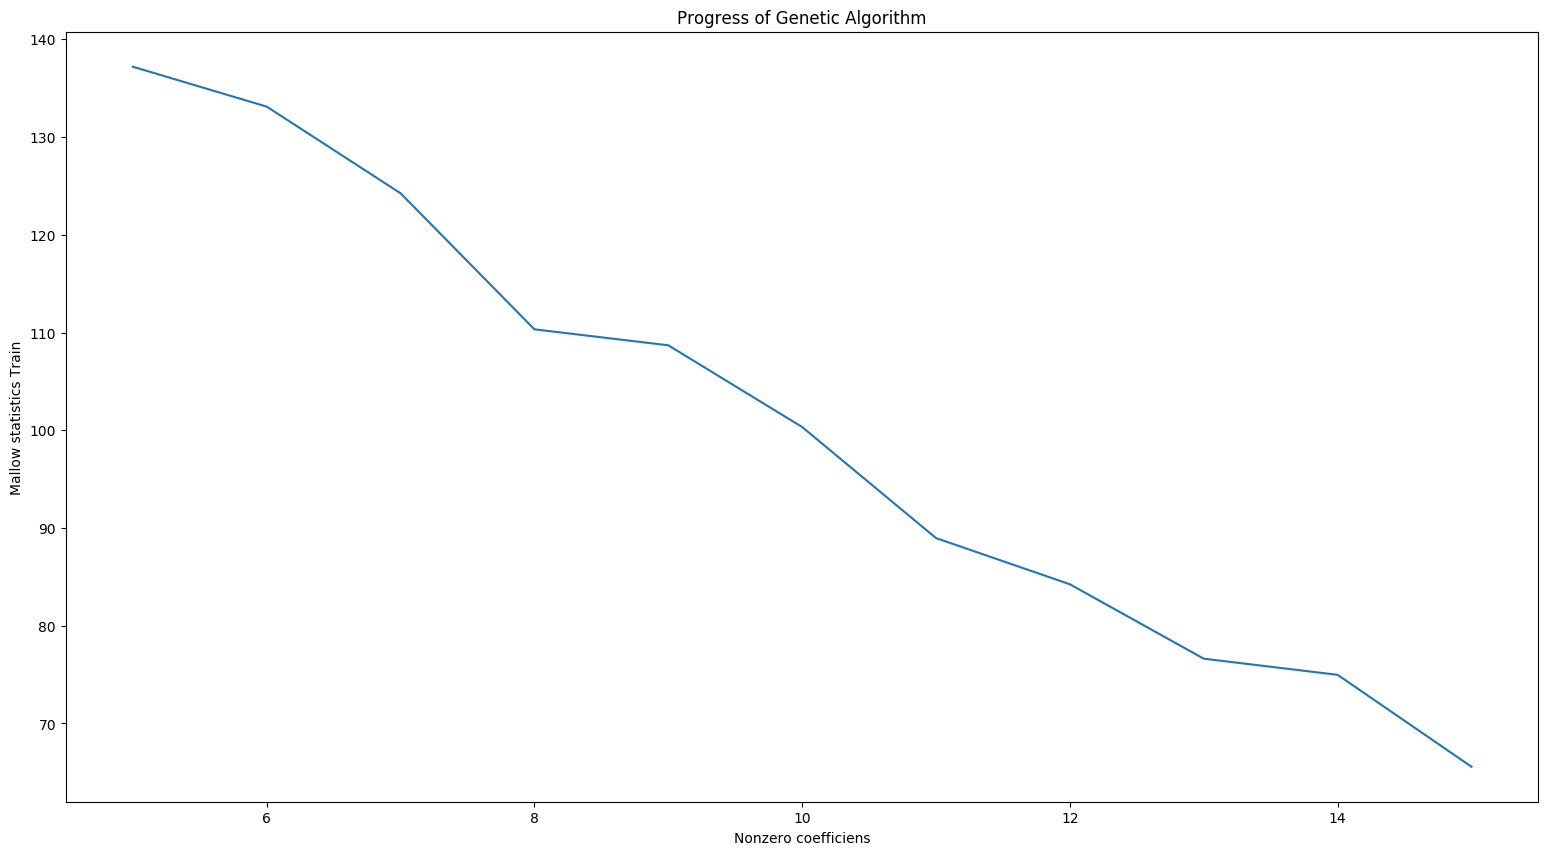 Progress of Genetic Algorithm
140
130
120
110
100
90
80
70
Mallow statistics Train
6 8 10 12 14
Nonzero coefficiens